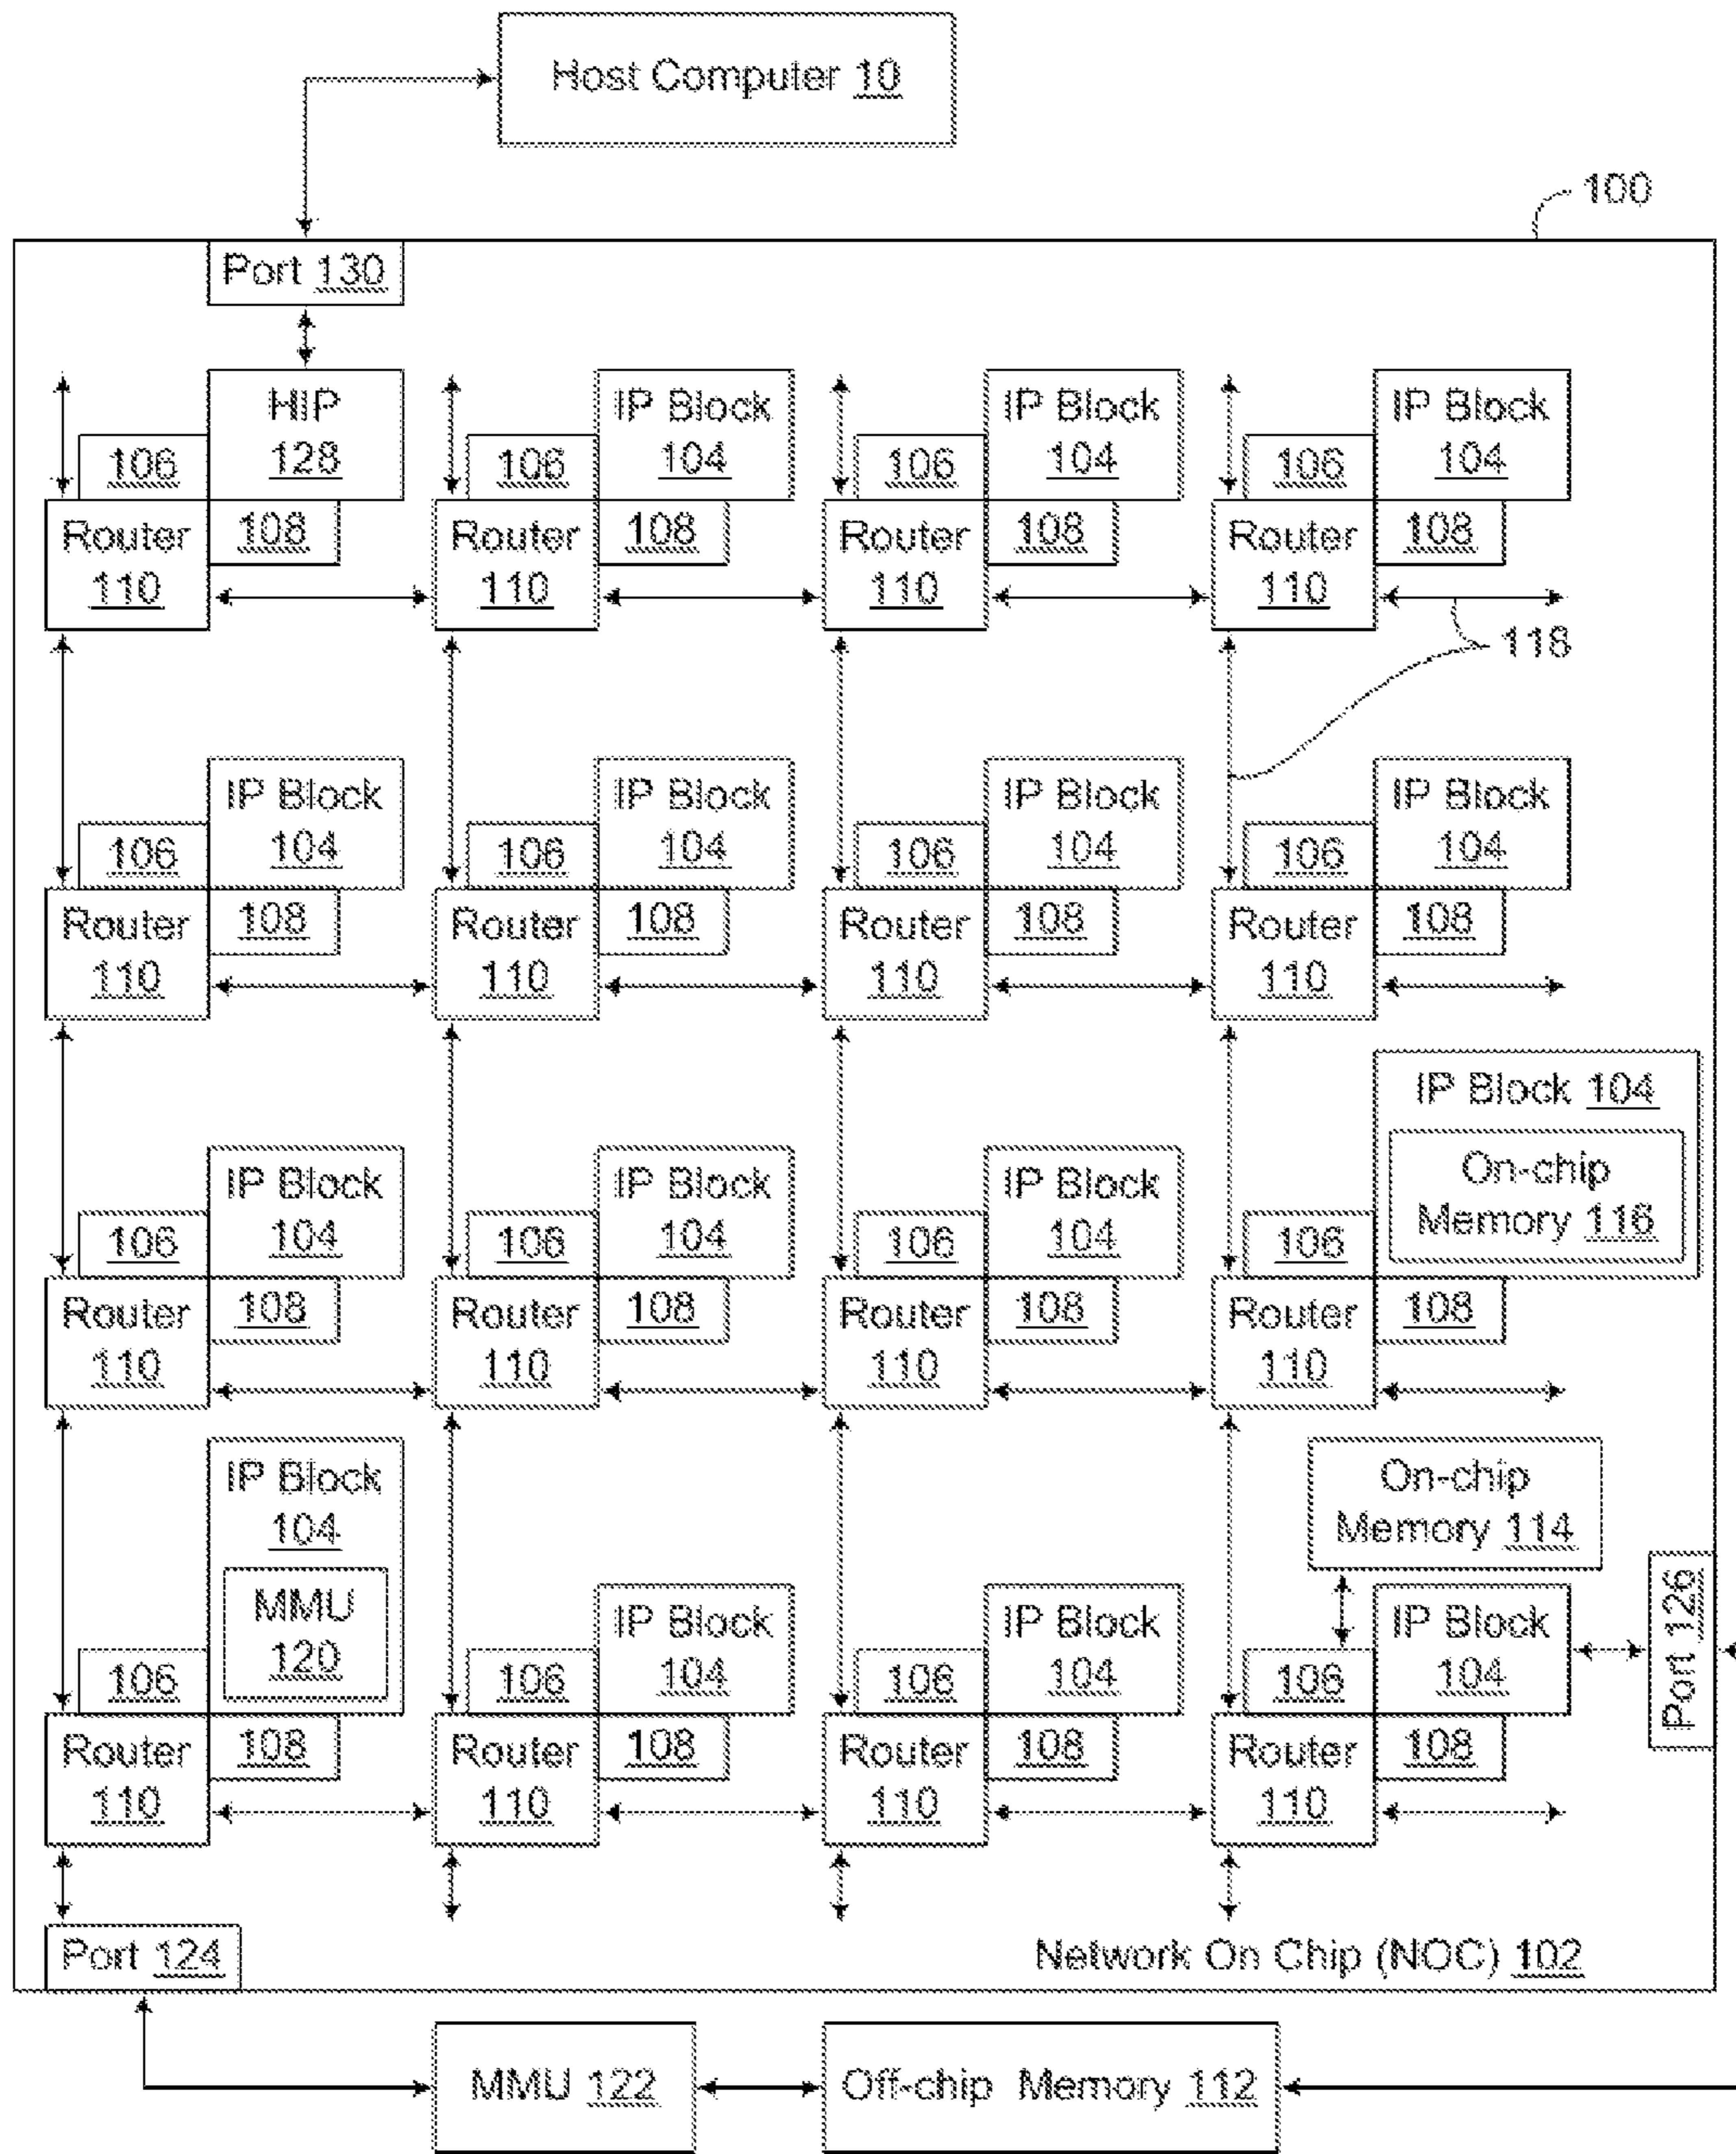 Host Computer 10
100
Port 130
HIP
128
106
Router
110
108
IP Block
104
106
Router
110
108
IP Block
104
106
Router
110
108
IP Block
104
106
Router
110
108
118
IP Block
104
106
Router
110
108
IP Block
104
106
Router
110
108
IP Block
104
106
Router
110
108
IP Block
104
106
Router
110
108
IP Block
104
106
Router
110
108
IP Block
104
106
Router
110
108
IP Block
104
106
Router
110
108
IP Block 104
On-chip
Memory 116
106
Router
110
108
IP Block
104
MMU
120
106
Router
110
108
IP Block
104
106
Router
110
108
IP Block
104
106
Router
110
108
On-chip
Memory 114
IP Block
104
106
Router
110
108
Port 126
Port 124
Network On Chip (NOC) 102
MMU 122
Off-chip Memory 112